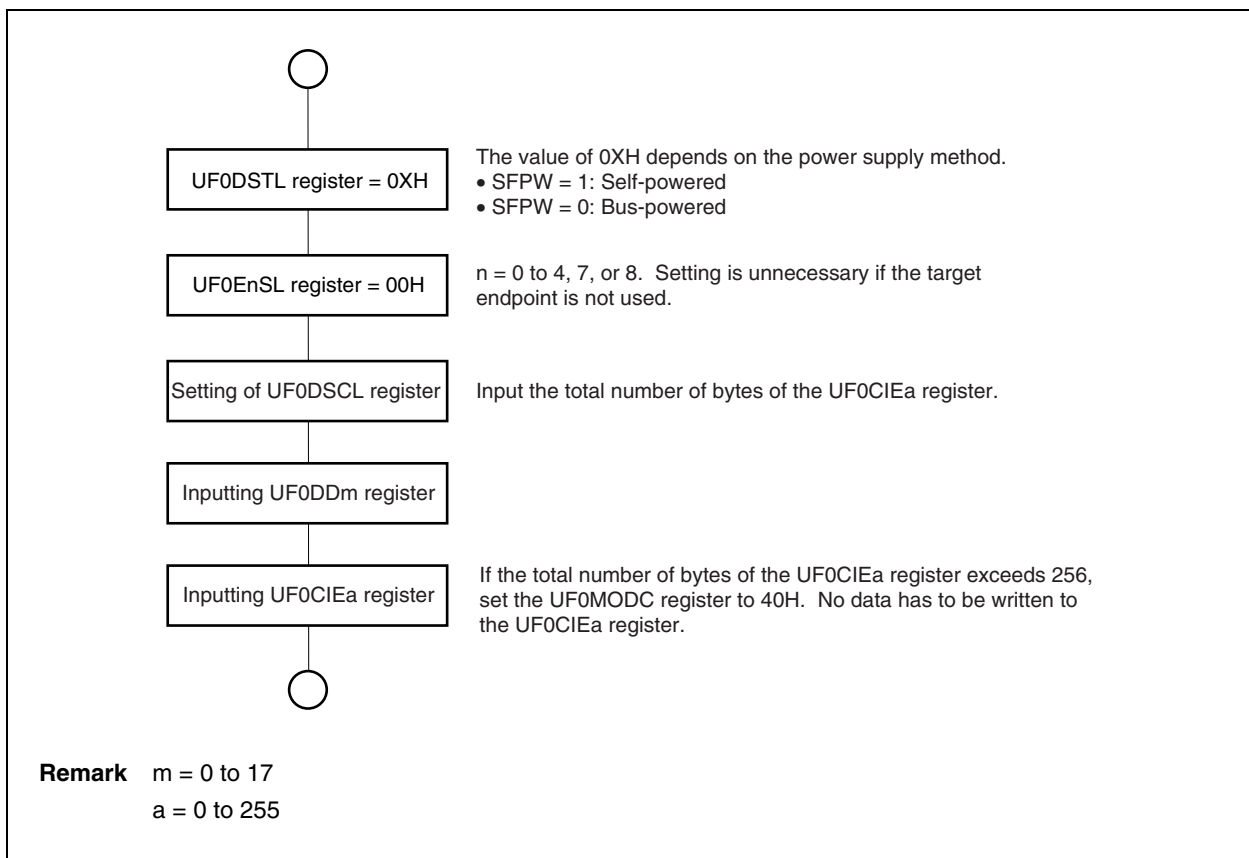 UF0DSTL register = 0XH
The value of 0XH depends on the power supply method.
• SFPW = 1: Self-powered
• SFPW = 0: Bus-powered
UF0EnSL register = 00H
n = 0 to 4, 7, or 8. Setting is unnecessary if the target
endpoint is not used.
Setting of UF0DSCL register
Input the total number of bytes of the UF0CIEa register.
Inputting UF0DDm register
Inputting UF0CIEa register
If the total number of bytes of the UF0CIEa register exceeds 256,
set the UF0MODC register to 40H. No data has to be written to
the UF0CIEa register.
Remark m = 0 to 17
a = 0 to 255